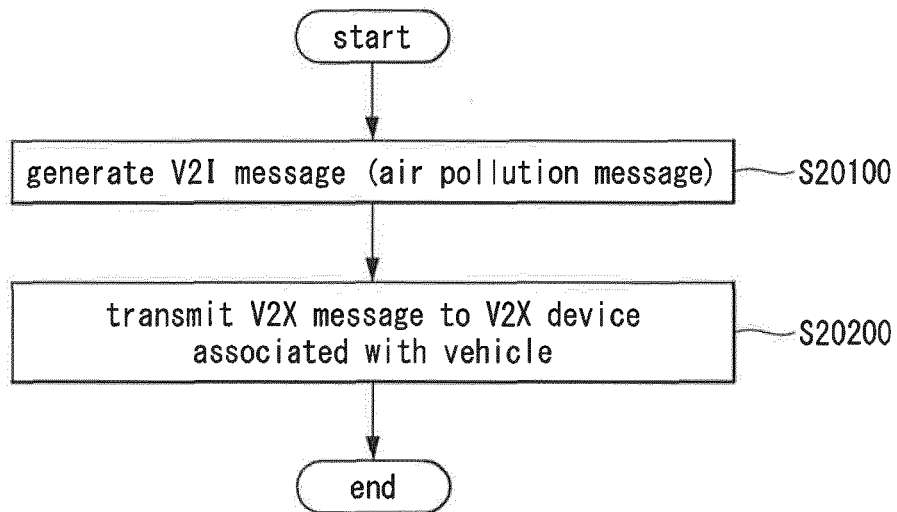 start
generate V2I message (air pollution message)
S20100
transmit V2X message to V2X device
associated with vehicle
S20200
end